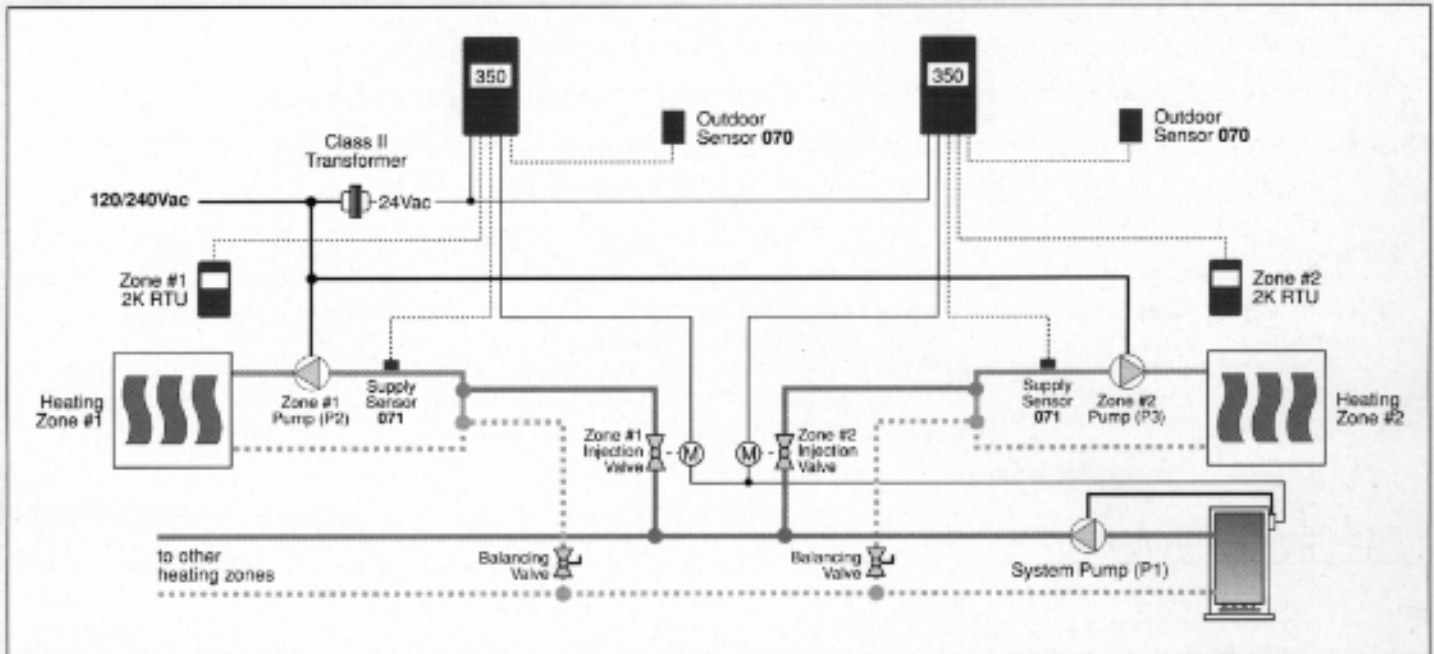 350
350
Outdoor
Sensor 070
Outdoor
Sensor 070
Class II
Transformer
120/240Vac
24Vac
Zone #1
2K RTU
Zone #2
2K RTU
Heating
Zone #1
Zone #1
Pump (P2)
Supply
Sensor
071
Zone #1
Injection
Valve
M
M
Zone #2
Injection
Valve
Supply
Sensor
071
Zone #2
Pump (P3)
Heating
Zone #2
to other
heating zones
Balancing
Valve
Balancing
Valve
System Pump (P1)